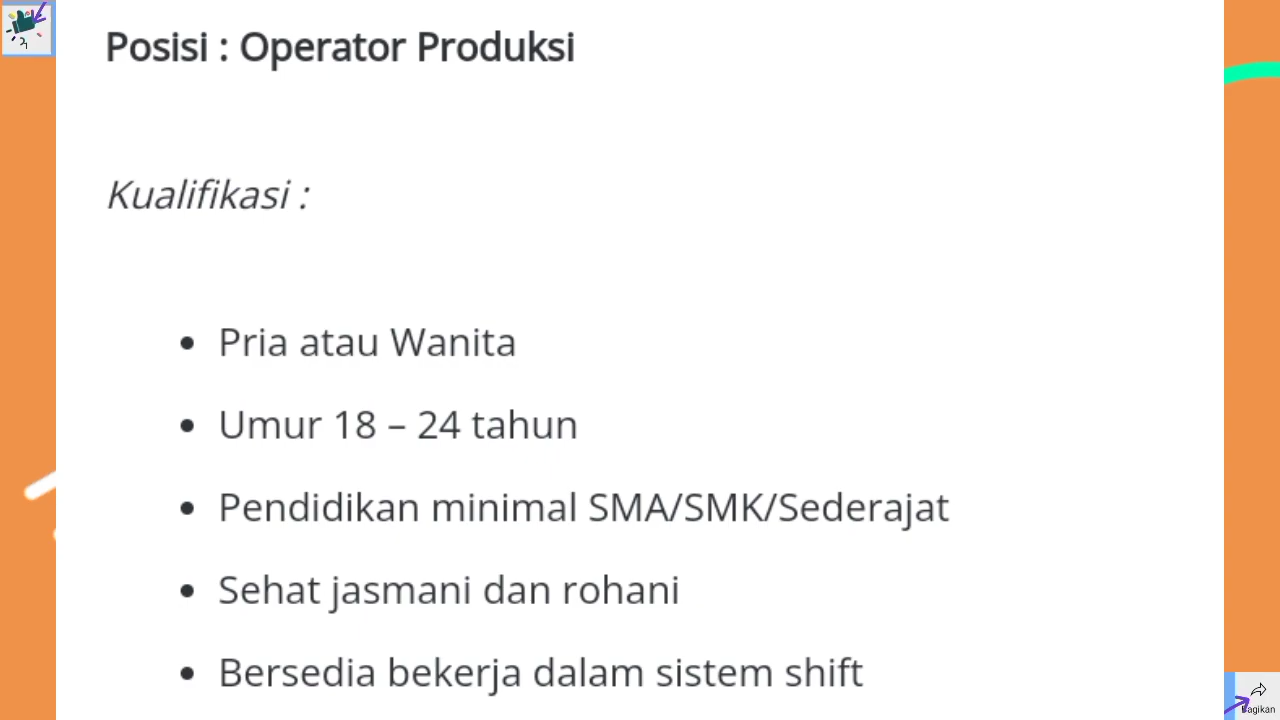 Posisi : Operator Produksi
Kualifikasi :
• Pria atau Wanita
• Umur 18 – 24 tahun
• Pendidikan minimal SMA/SMK/Sederajat
• Sehat jasmani dan rohani
• Bersedia bekerja dalam sistem shift
Bagikan